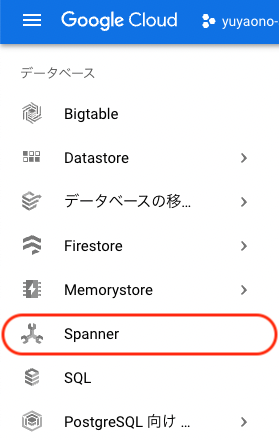 Google Cloud
yuyaono-
データベース
Bigtable
Datastore
データベースの移...
Firestore
Memorystore
Spanner
SQL
PostgreSQL 向け ...